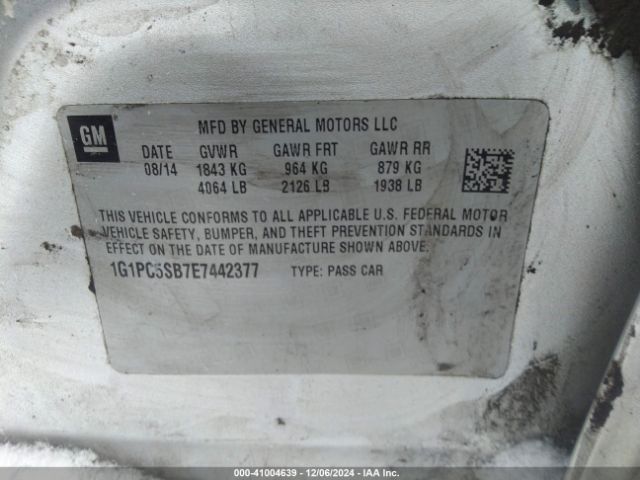 GM
MFD BY GENERAL MOTORS LLC
DATE GVWR GAWR FRT GAWR RR
08/14 1843 KG 964 KG 879 KG
4064 LB 2126 LB 1938 LB
THIS VEHICLE CONFORMS TO ALL APPLICABLE U.S. FEDERAL MOTOR
VEHICLE SAFETY, BUMPER, AND THEFT PREVENTION STANDARDS IN
EFFECT ON THE DATE OF MANUFACTURE SHOWN ABOVE.
1G1PC5SB7E7442377 TYPE: PASS CAR
000-41004639 - 12/06/2024 - IAA Inc.